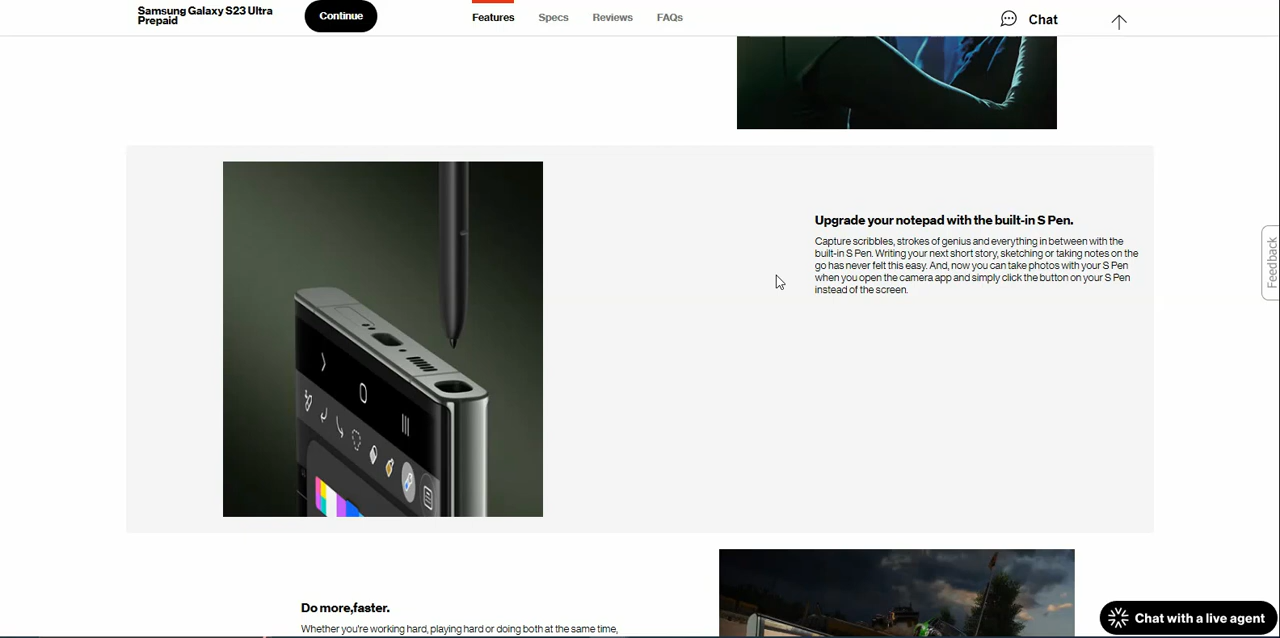 Samsung Galaxy S23 Ultra
Prepaid
Continue
Features
Specs
Reviews
FAQs
Chat
Upgrade your notepad with the built-in S Pen.
Capture scribbles, strokes of genius and everything in between with the
built-in S Pen. Writing your next short story, sketching or taking notes on the
go has never felt this easy. And, now you can take photos with your S Pen
when you open the camera app and simply click the button on your S Pen
instead of the screen.
Feedback
Do more,faster.
Whether you're working hard, playing hard or doing both at the same time,
Chat with a live agent